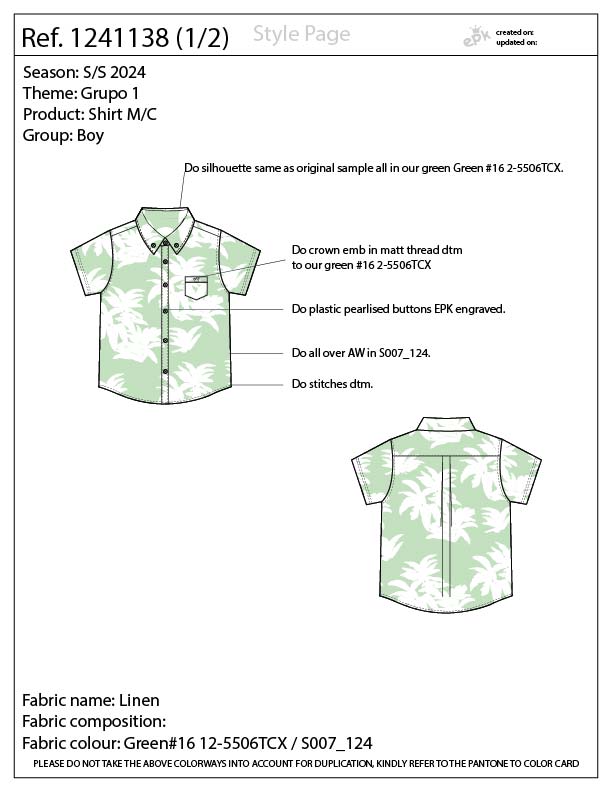 Ref. 1241138 (1/2)
Style Page
epk
created on:
updated on:
Season: S/S 2024
Theme: Grupo 1
Product: Shirt M/C
Group: Boy
Do silhouette same as original sample all in our green Green #16 2-5506TCX.
Do crown emb in matt thread dtm
to our green #16 2-5506TCX
Do plastic pearlised buttons EPK engraved.
Do all over AW in S007_124.
Do stitches dtm.
Fabric name: Linen
Fabric composition:
Fabric colour: Green#16 12-5506TCX / S007_124
PLEASE DO NOT TAKE THE ABOVE COLORWAYS INTO ACCOUNT FOR DUPLICATION, KINDLY REFER TO THE PANTONE TO COLOR CARD